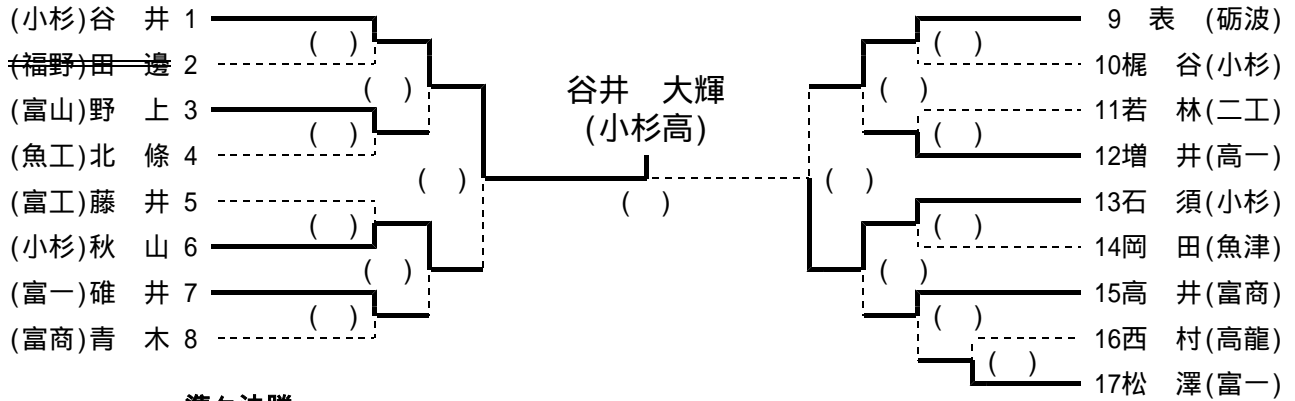 (小杉)谷 井 1
( )
(福野)田 邊 2
( )
(富山)野 上 3
( )
(魚工)北 條 4
( )
(富工)藤 井 5
( )
(小杉)秋 山 6
( )
(富一)碓 井 7
( )
(富商)青 木 8
谷井 大輝
(小杉高)
( )
9 表 (砺波)
( )
10梶 谷(小杉)
( )
11若 林(二工)
( )
12増 井(高一)
( )
13石 須(小杉)
( )
14岡 田(魚津)
( )
15高 井(富商)
( )
16西 村(高龍)
( )
17松 澤(富一)